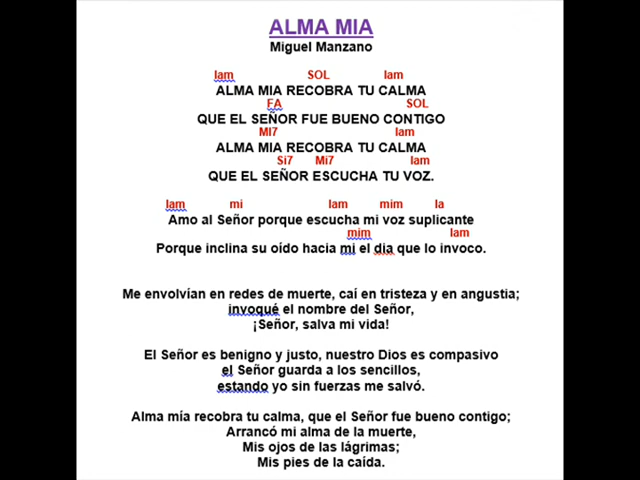 ALMA MIA
Miguel Manzano
lam SOL lam
ALMA MIA RECOBRA TU CALMA
FA SOL
QUE EL SEÑOR FUE BUENO CONTIGO
MI7 lam
ALMA MIA RECOBRA TU CALMA
Si7 Mi7 lam
QUE EL SEÑOR ESCUCHA TU VOZ.
lam mi lam mim la
Amo al Señor porque escucha mi voz suplicante
mim lam
Porque inclina su oído hacia mi el dia que lo invoco.
Me envolvían en redes de muerte, caí en tristeza y en angustia;
invoqué el nombre del Señor,
¡Señor, salva mi vida!
El Señor es benigno y justo, nuestro Dios es compasivo
el Señor guarda a los sencillos,
estando yo sin fuerzas me salvó.
Alma mía recobra tu calma, que el Señor fue bueno contigo;
Arrancó mi alma de la muerte,
Mis ojos de las lágrimas;
Mis pies de la caída.